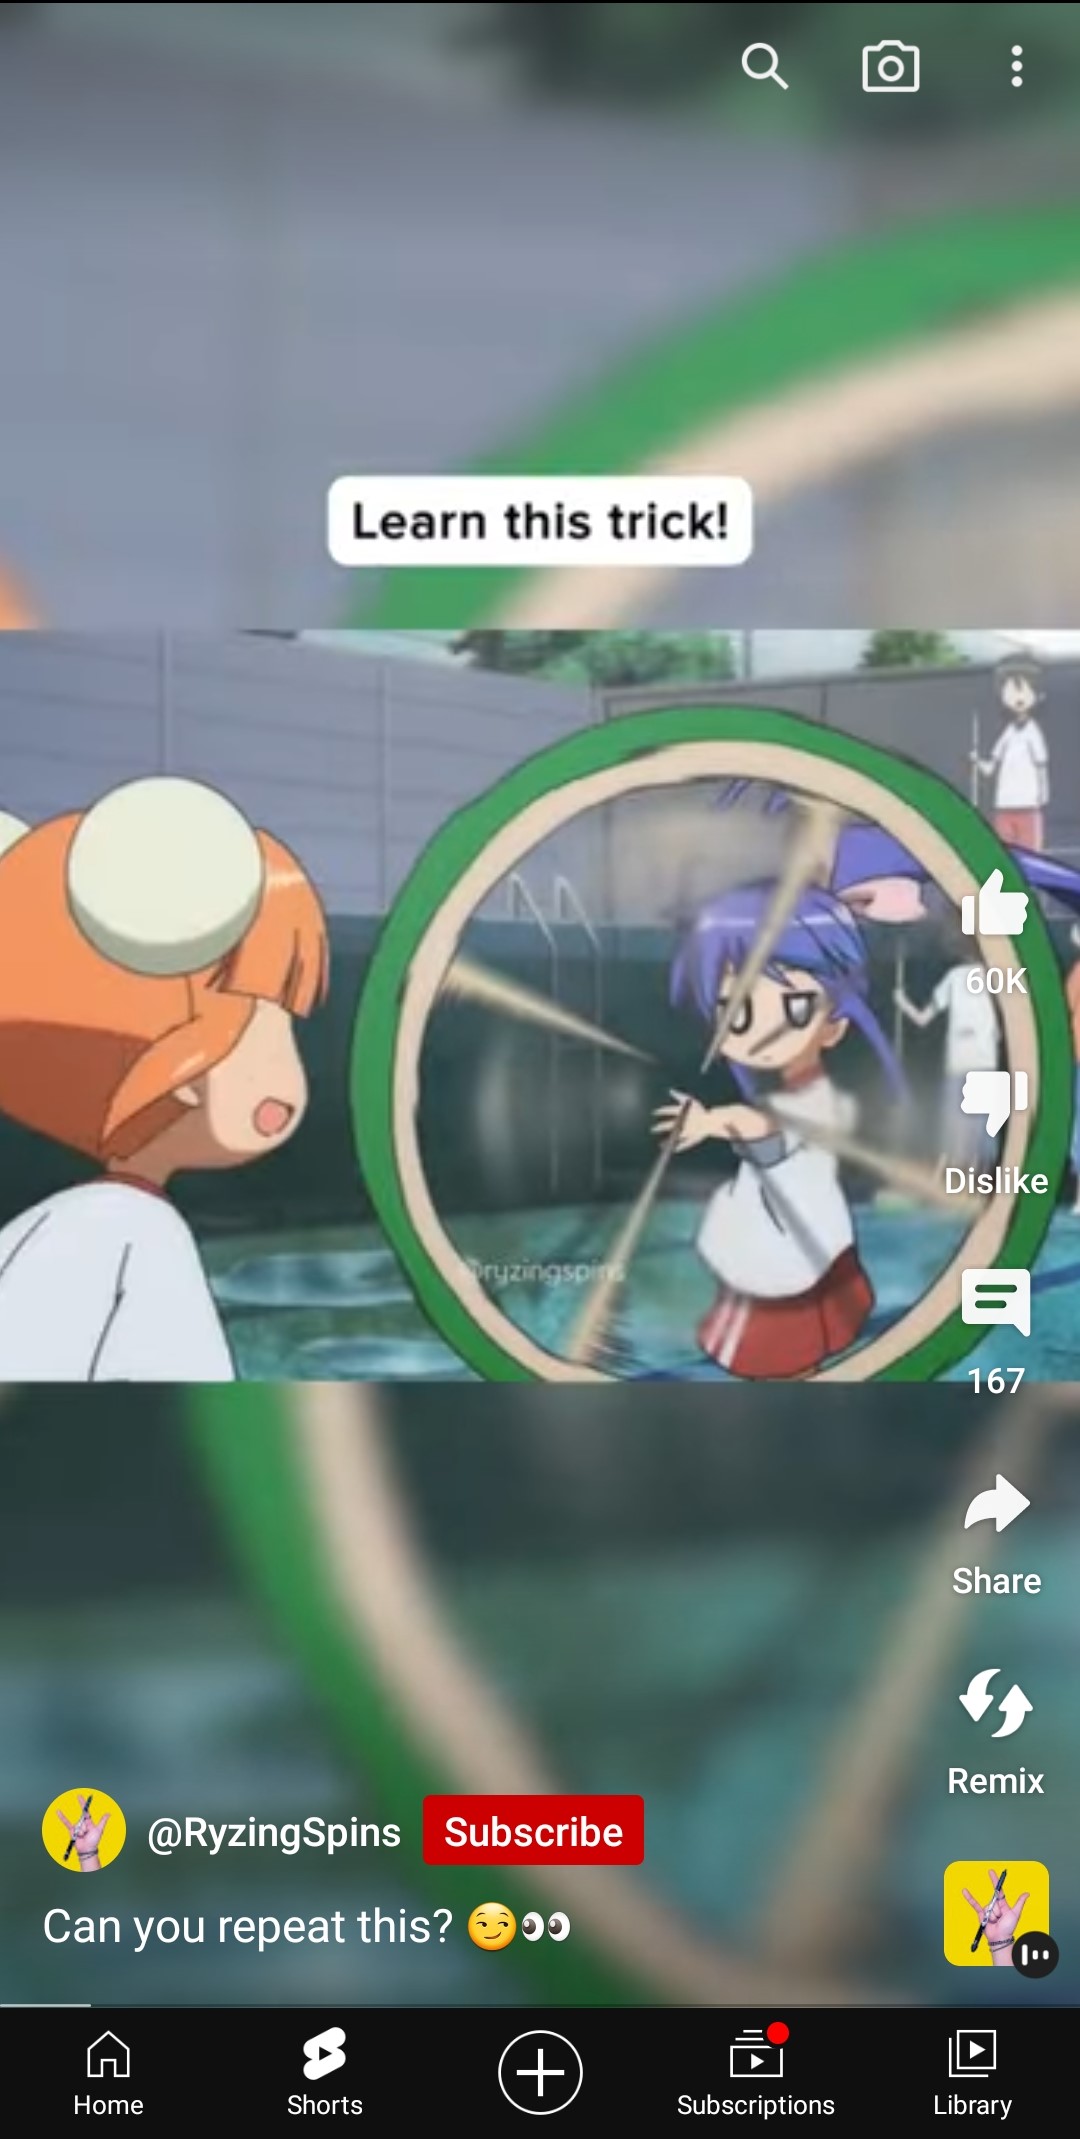 Learn this trick!
@ryzingspins
60K
Dislike
167
Share
Remix
@RyzingSpins
Subscribe
Can you repeat this? 😏👀
Home
Shorts
Subscriptions
Library